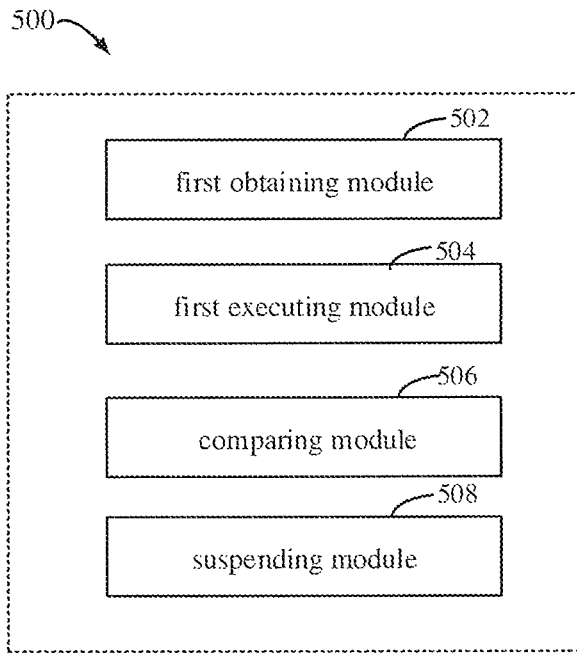 500
502
first obtaining module
504
first executing module
506
comparing module
508
suspending module